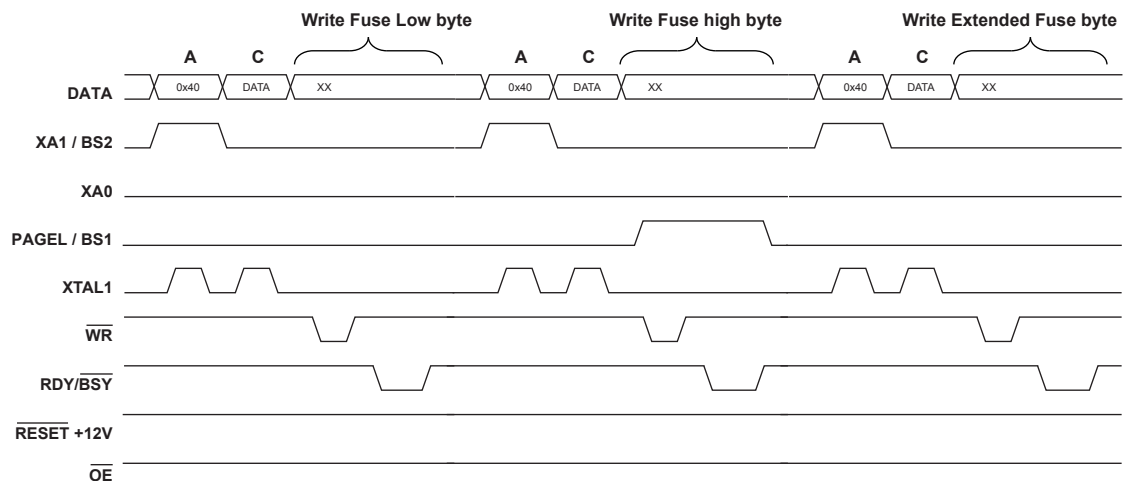 Write Fuse Low byte Write Fuse high byte Write Extended Fuse byte
A C A C A C
DATA 0x40 DATA XX 0x40 DATA XX 0x40 DATA XX
XA1 / BS2
XA0
PAGEL / BS1
XTAL1
WR
RDY/BSY
RESET +12V
OE